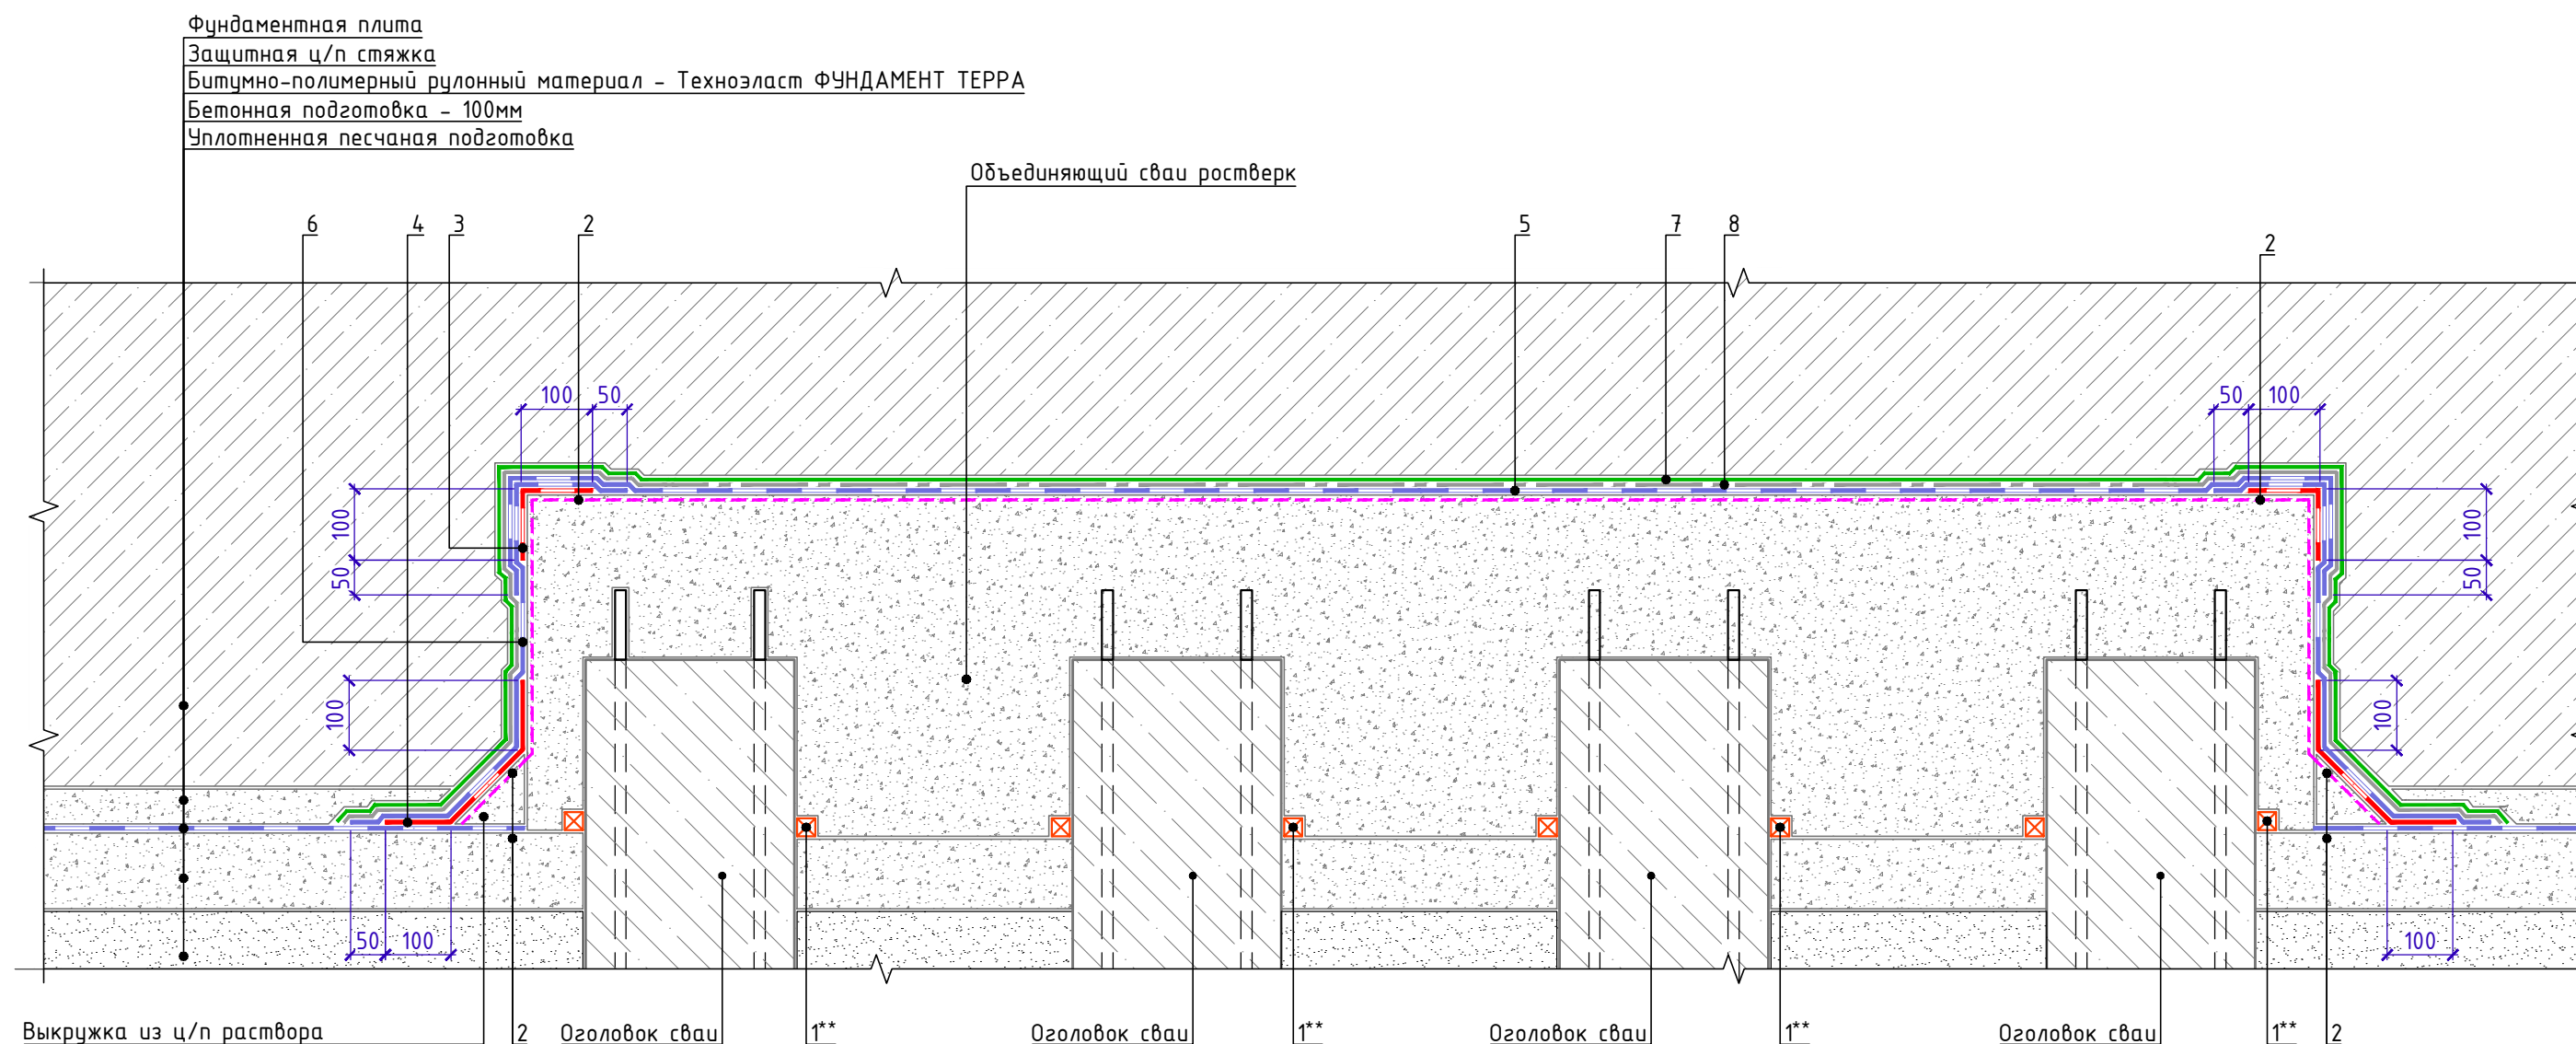 Фундаментная плита
Защитная ц/п стяжка
Битумно-полимерный рулонный материал - Техноэласт ФУНДАМЕНТ ТЕРРА
Бетонная подготовка - 100мм
Уплотненная песчаная подготовка
Объединяющий сваи ростверк
6 4 3 2 5 7 8 2
100 50 50 100
100
50
100
50
100
100
50 100
100
Выкружка из ц/п раствора 2 Оголовок сваи 1** Оголовок сваи 1** Оголовок сваи 1** Оголовок сваи 1** 2